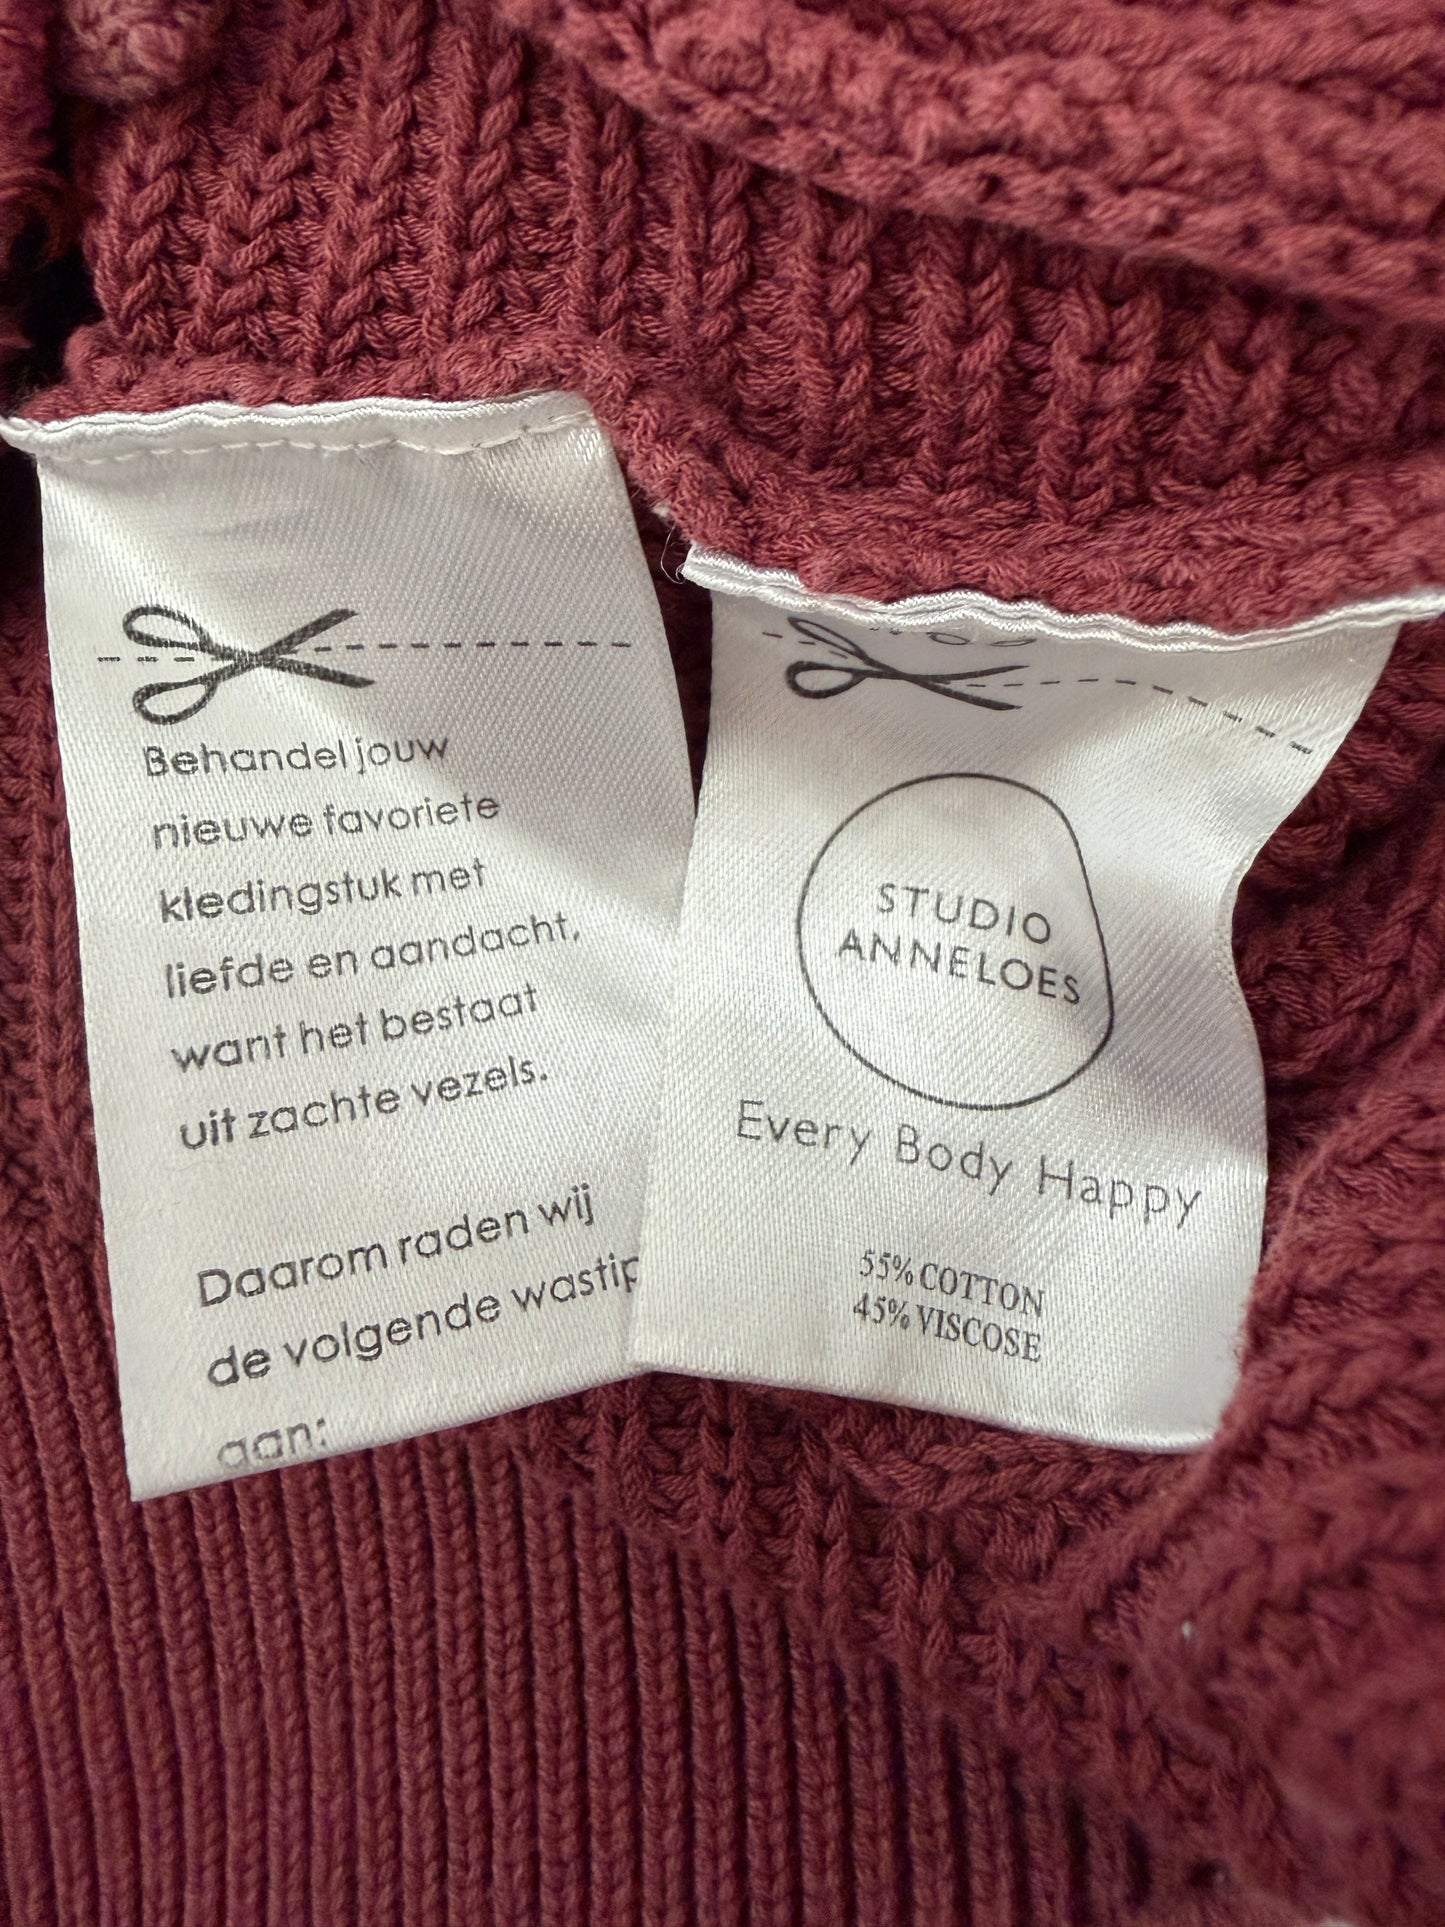 Behandel jouw
nieuwe favoriete
kledingstuk met
liefde en aandacht,
want het bestaat
uit zachte vezels.
Daarom raden wij
de volgende wastip
aan:
STUDIO
ANNELOES
Every Body Happy
55% COTTON
45% VISCOSE